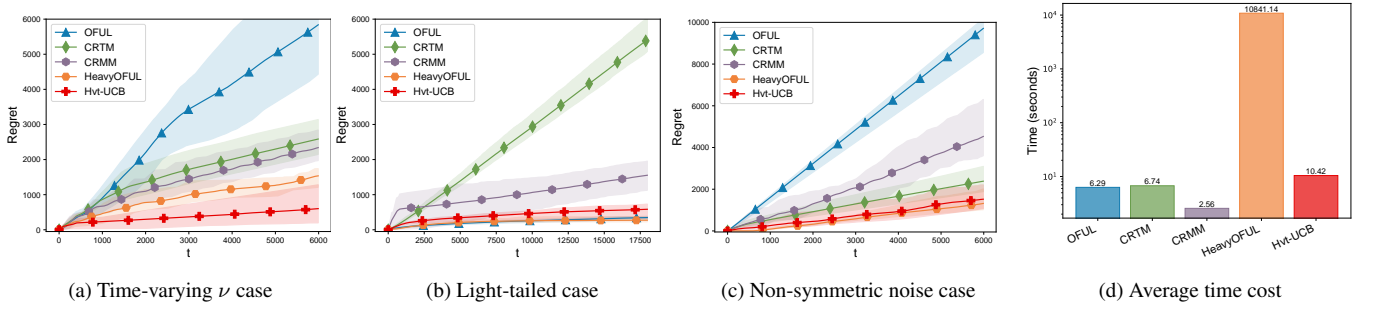 6000
5000
4000
3000
2000
1000
0
Regret
OFUL
CRTM
CRMM
HeavyOFUL
Hvt-UCB
0 1000 2000 3000 4000 5000 6000
t
(a) Time-varying ν case
6000
5000
4000
3000
2000
1000
0
Regret
OFUL
CRTM
CRMM
HeavyOFUL
Hvt-UCB
0 2500 5000 7500 10000 12500 15000 17500
t
(b) Light-tailed case
10000
8000
6000
4000
2000
0
Regret
OFUL
CRTM
CRMM
HeavyOFUL
Hvt-UCB
0 1000 2000 3000 4000 5000 6000
t
(c) Non-symmetric noise case
10⁴
10³
10²
10¹
Time (seconds)
6.29
6.74
2.56
10841.14
10.42
OFUL
CRTM
CRMM
HeavyOFUL
Hvt-UCB
(d) Average time cost